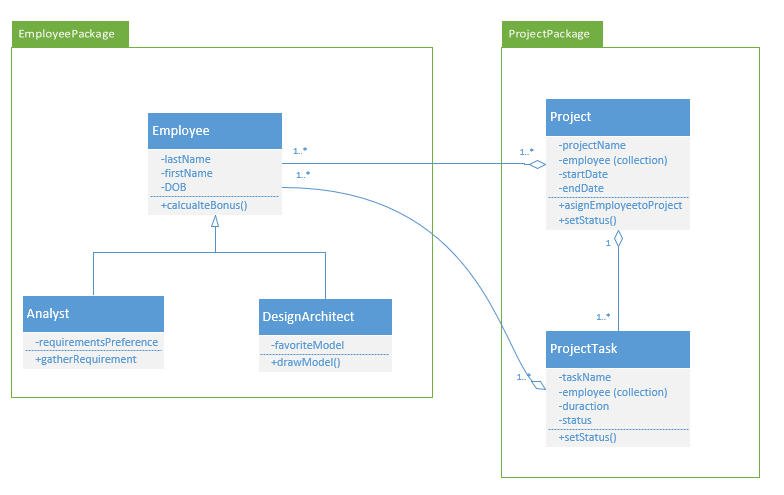 EmployeePackage
Employee
-lastName
-firstName
-DOB
+calcualteBonus()
1..*
1..*
Analyst
-requirementsPreference
+gatherRequirement
DesignArchitect
-favoriteModel
+drawModel()
ProjectPackage
1..*
Project
-projectName
-employee (collection)
-startDate
-endDate
+asignEmployeetoProject
+setStatus()
1
1..*
1..*
ProjectTask
-taskName
-employee (collection)
-duration
-status
+setStatus()